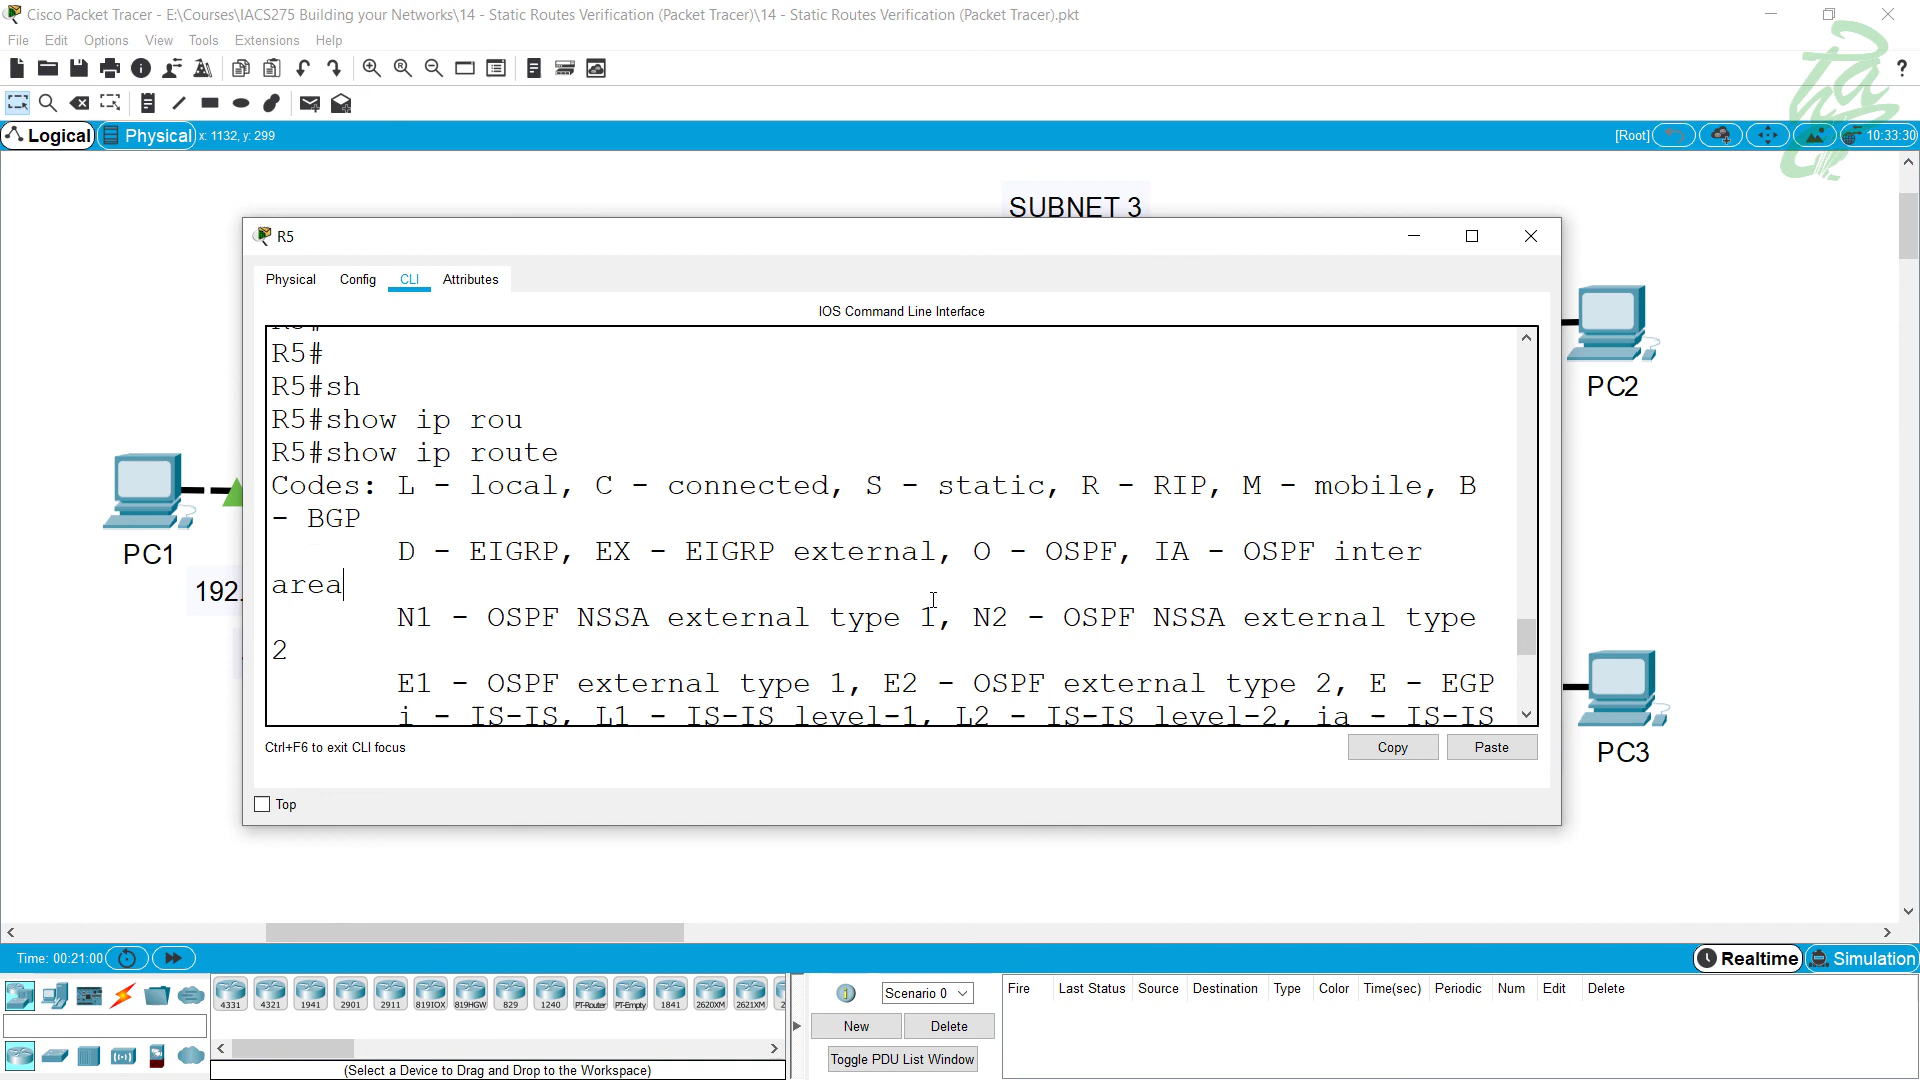 Cisco Packet Tracer - E:\Courses\IACS275 Building your Networks\14 - Static Routes Verification (Packet Tracer)\14 - Static Routes Verification (Packet Tracer).pkt
File Edit Options View Tools Extensions Help
Logical Physical x: 1132, y: 299 [Root] 10:33:30
SUBNET 3
R5
Physical Config CLI Attributes
IOS Command Line Interface
R5#
R5#sh
R5#show ip rou
R5#show ip route
Codes: L - local, C - connected, S - static, R - RIP, M - mobile, B
- BGP
D - EIGRP, EX - EIGRP external, O - OSPF, IA - OSPF inter
area
N1 - OSPF NSSA external type 1, N2 - OSPF NSSA external type
2
E1 - OSPF external type 1, E2 - OSPF external type 2, E - EGP
i - IS-IS, L1 - IS-IS level-1, L2 - IS-IS level-2, ia - IS-IS
Ctrl+F6 to exit CLI focus
Copy Paste
Top
PC1
192.
PC2
PC3
Time: 00:21:00
Realtime Simulation
4331 4321 1941 2901 2911 819IOX 819HGW 829 1240 PT-Router PT-Empty 1841 2620XM 2621XM 2
(Select a Device to Drag and Drop to the Workspace)
Scenario 0
New Delete
Toggle PDU List Window
Fire Last Status Source Destination Type Color Time(sec) Periodic Num Edit Delete